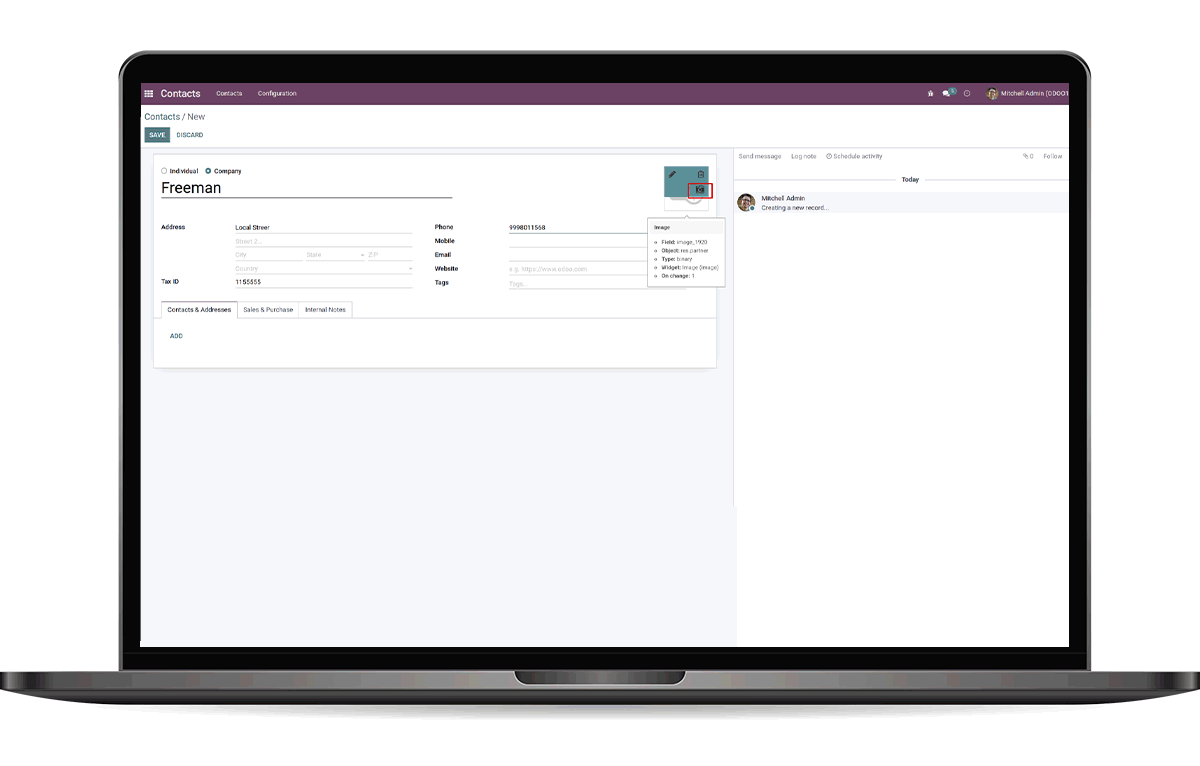 Contacts Contacts Configuration 5 Mitchell Admin (ODOO1
Contacts / New
SAVE DISCARD
Send message Log note Schedule activity 0 Follow
Individual Company
Freeman
Today
Mitchell Admin
Creating a new record...
Address Local Street
Street 2...
City State ZIP
Country
Tax ID 1155555
Phone 9998011568
Mobile
Email
Website e.g. https://www.odoo.com
Tags Tags...
Image
Field: image_1920
Object: res.partner
Type: binary
Widget: Image (image)
On change: 1
Contacts & Addresses Sales & Purchase Internal Notes
ADD